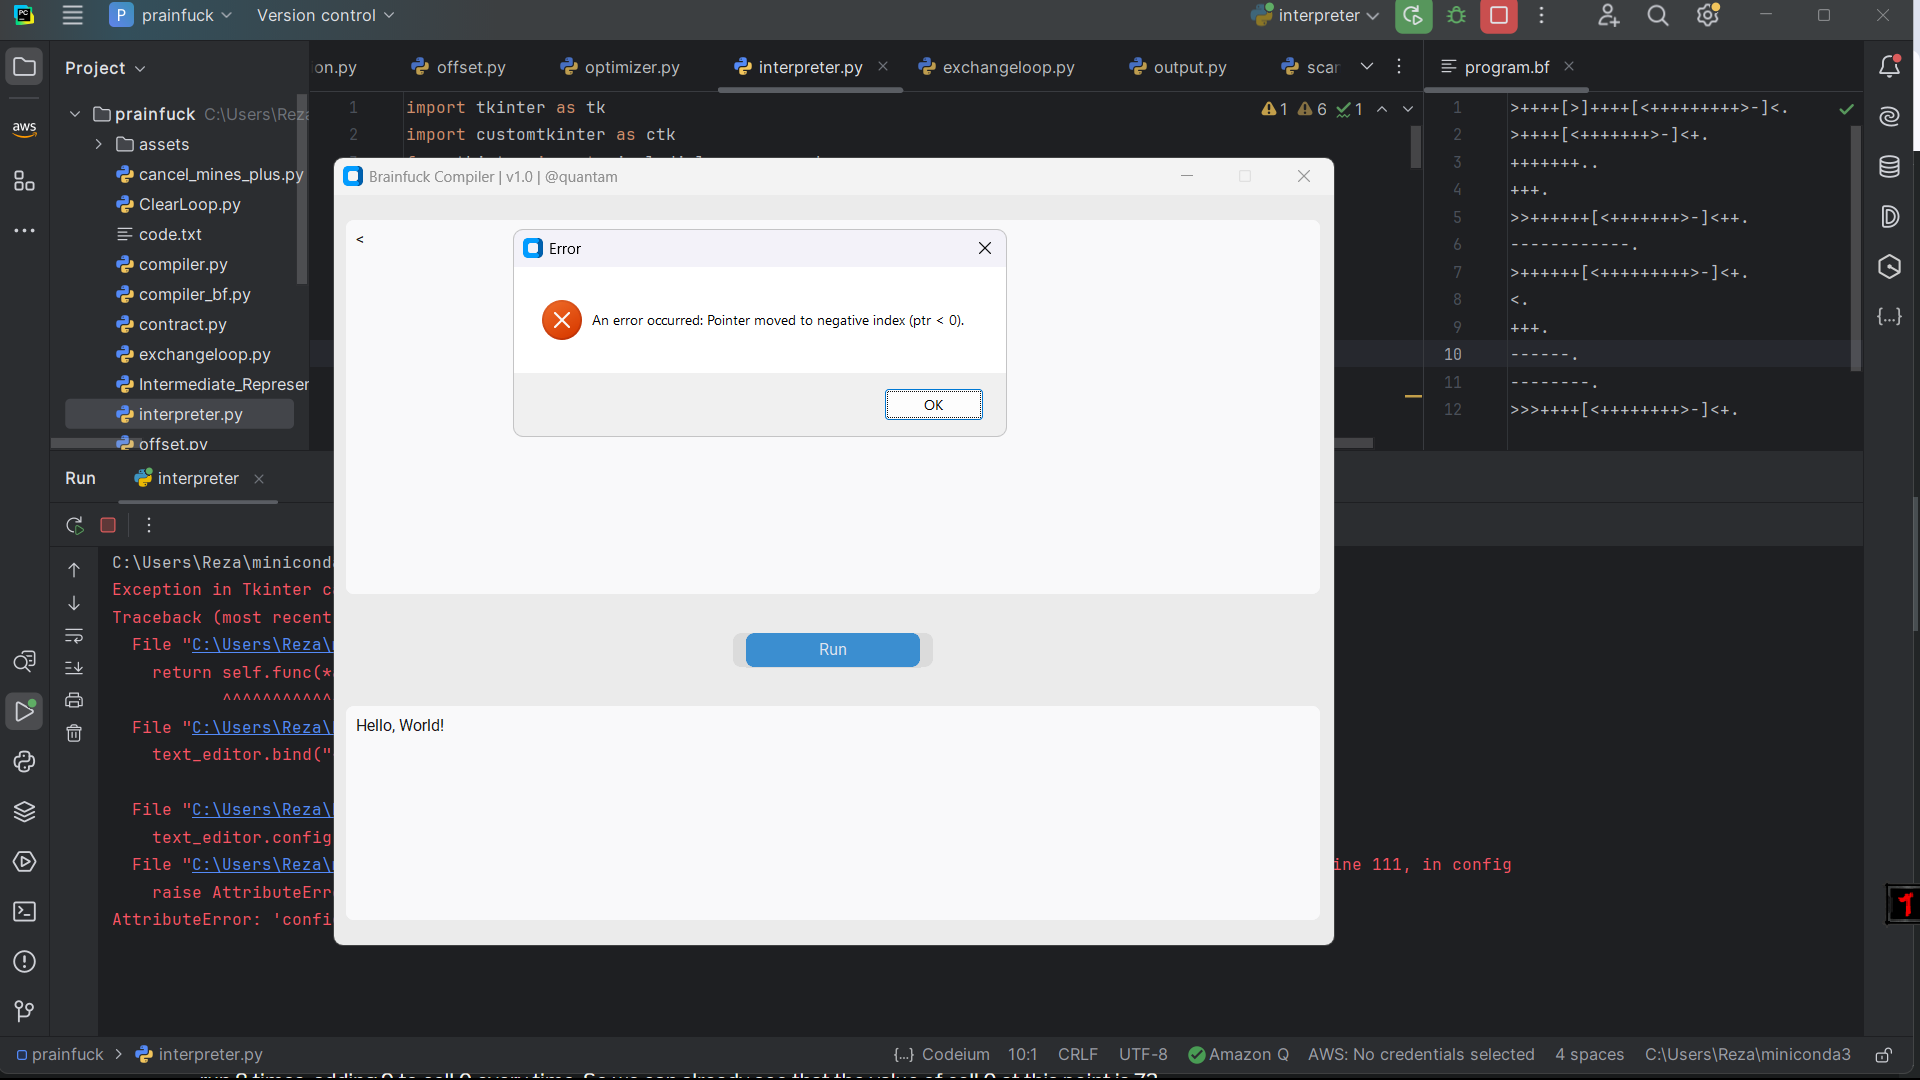 prainfuck
Version control
interpreter
Project
on.py
offset.py
optimizer.py
interpreter.py
exchangeloop.py
output.py
scar
program.bf
prainfuck C:\Users\Reza
assets
cancel_mines_plus.py
ClearLoop.py
code.txt
compiler.py
compiler_bf.py
contract.py
exchangeloop.py
Intermediate_Represer
interpreter.py
offset.py
aws
1 import tkinter as tk
2 import customtkinter as ctk
1 6 1
1 >++++[>]++++[<+++++++++>-]<.
2 >++++[<+++++++>-]<+.
3 +++++++..
4 +++.
5 >>++++++[<+++++++>-]<++.
6 ------------.
7 >++++++[<+++++++++>-]<+.
8 <.
9 +++.
10 ------.
11 --------.
12 >>>++++[<++++++++>-]<+.
Brainfuck Compiler | v1.0 | @quantam
<
Error
An error occurred: Pointer moved to negative index (ptr < 0).
OK
Run
Hello, World!
Run
interpreter
C:\Users\Reza\minicond
Exception in Tkinter c
Traceback (most recent
File "C:\Users\Reza\
return self.func(*
^^^^^^^^^^^
File "C:\Users\Reza\
text_editor.bind("
File "C:\Users\Reza\
text_editor.config
File "C:\Users\Reza\
ine 111, in config
raise AttributeErr
AttributeError: 'confi
prainfuck > interpreter.py
{...} Codeium
10:1
CRLF
UTF-8
Amazon Q
AWS: No credentials selected
4 spaces
C:\Users\Reza\miniconda3